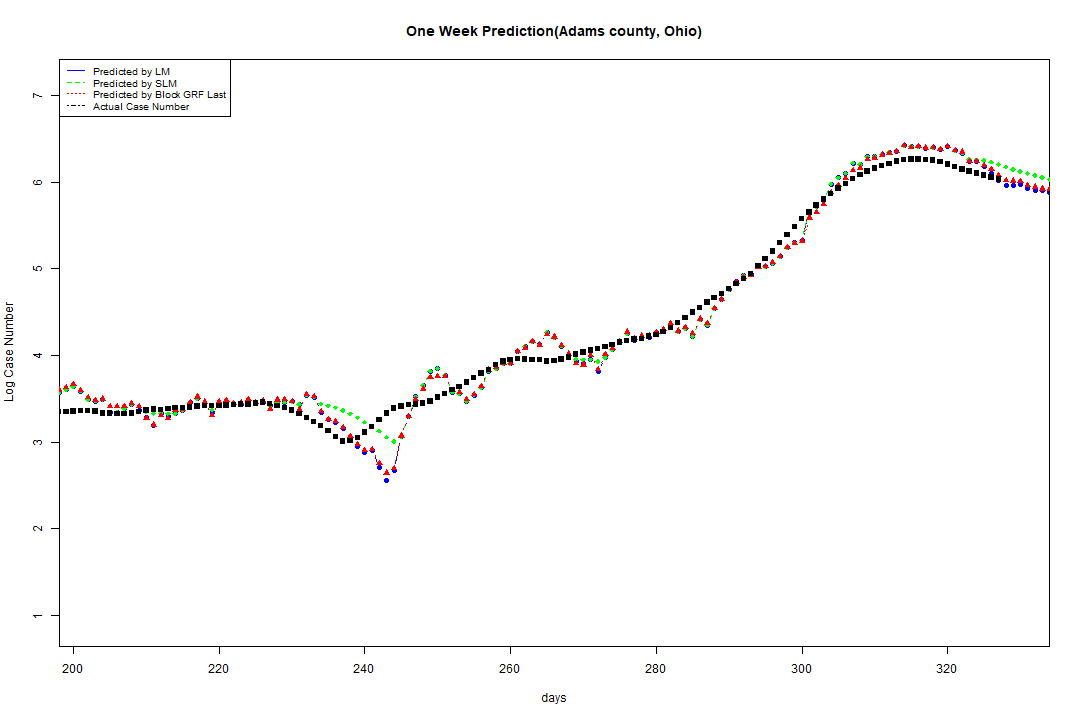 One Week Prediction(Adams county, Ohio)
Predicted by LM
Predicted by SLM
Predicted by Block GRF Last
Actual Case Number
Log Case Number
7
6
5
4
3
2
1
200 220 240 260 280 300 320
days